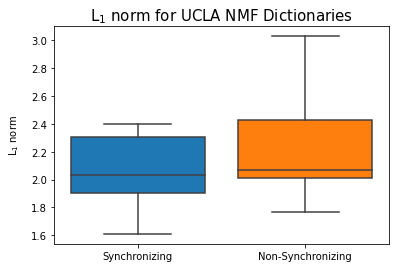 L₁ norm for UCLA NMF Dictionaries
3.0
2.8
2.6
2.4
2.2
2.0
1.8
1.6
L₁ norm
Synchronizing
Non-Synchronizing